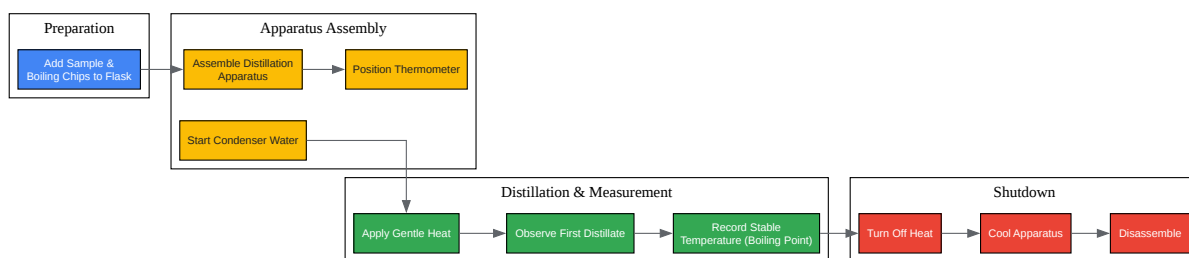 Preparation
Add Sample &
Boiling Chips to Flask
Apparatus Assembly
Assemble Distillation
Apparatus
Position Thermometer
Start Condenser Water
Distillation & Measurement
Apply Gentle Heat
Observe First Distillate
Record Stable
Temperature (Boiling Point)
Shutdown
Turn Off Heat
Cool Apparatus
Disassemble